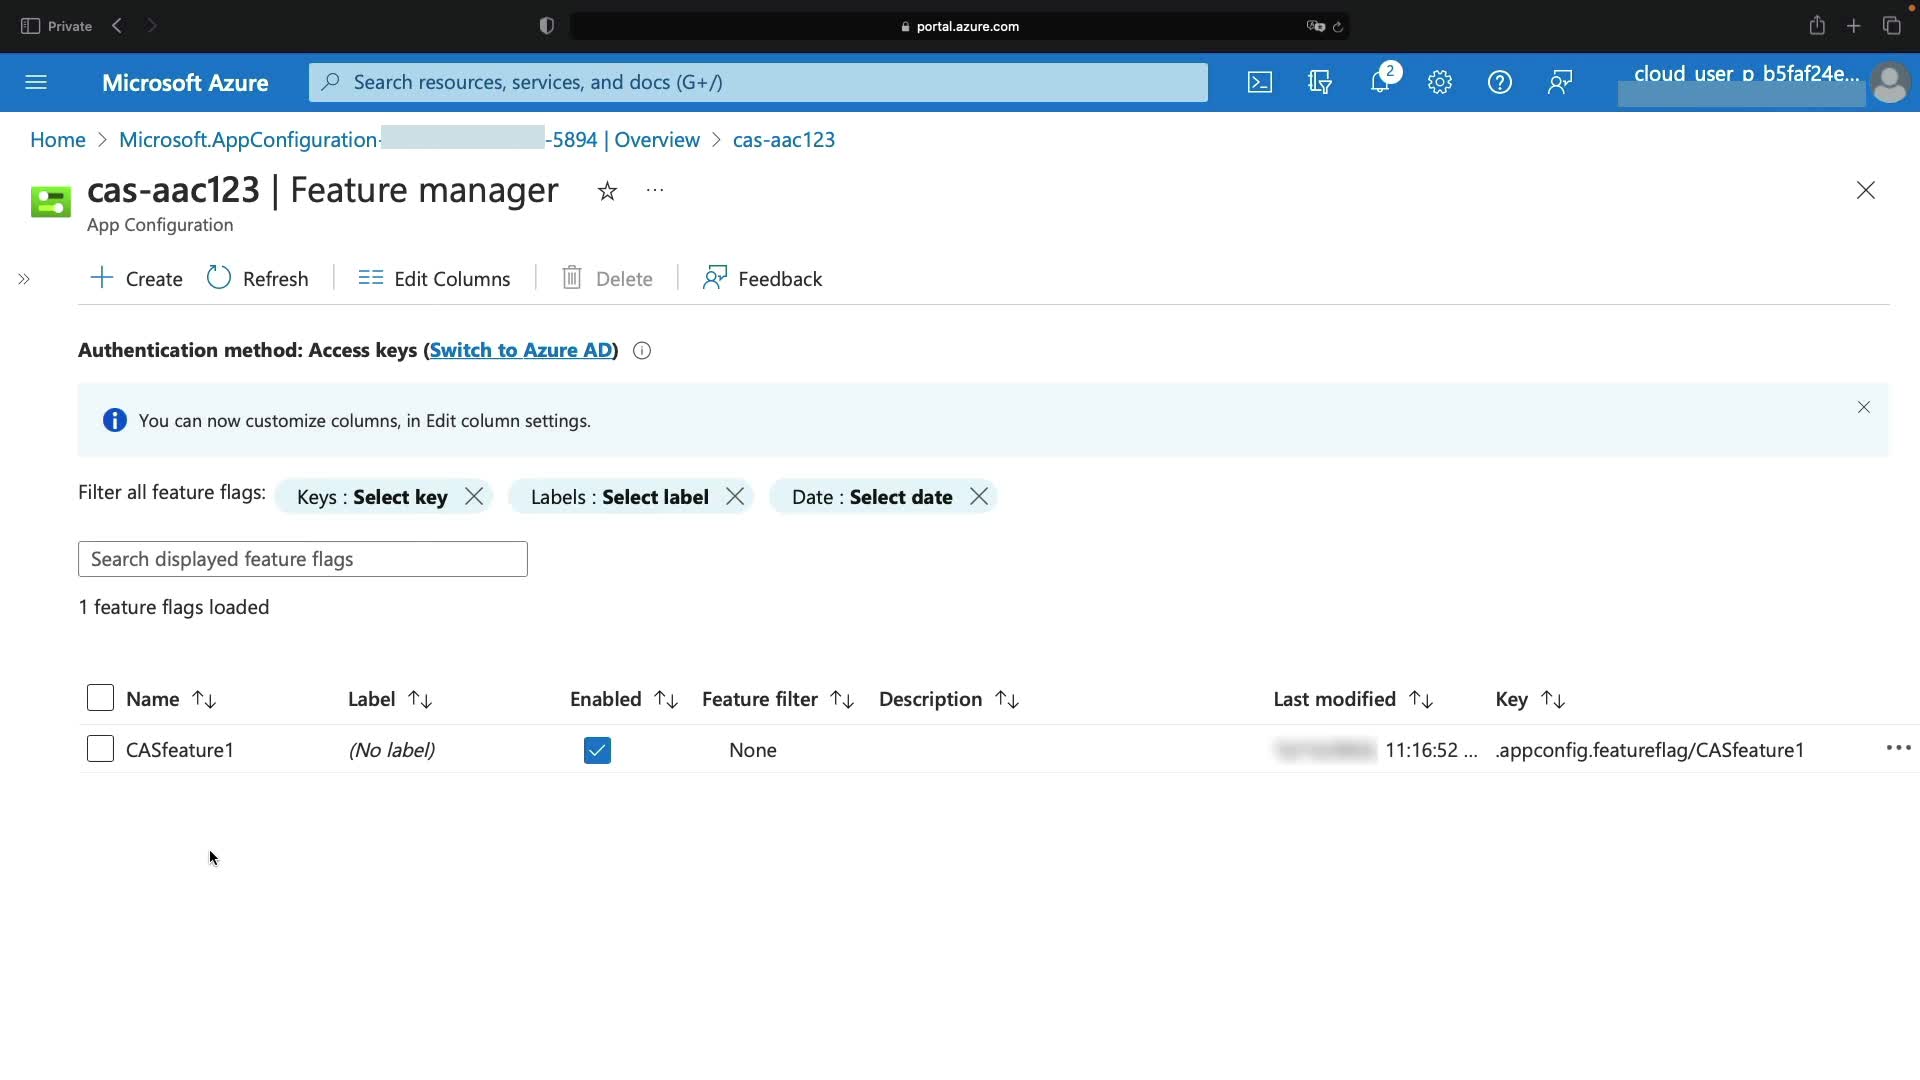 Private
portal.azure.com
Microsoft Azure
Search resources, services, and docs (G+/)
2
cloud_user_p_b5faf24e...
Home > Microsoft.AppConfiguration- -5894 | Overview > cas-aac123
cas-aac123 | Feature manager
App Configuration
Create Refresh Edit Columns Delete Feedback
Authentication method: Access keys (Switch to Azure AD)
You can now customize columns, in Edit column settings.
Filter all feature flags: Keys : Select key Labels : Select label Date : Select date
Search displayed feature flags
1 feature flags loaded
Name Label Enabled Feature filter Description Last modified Key
CASfeature1 (No label) None 11:16:52 ... .appconfig.featureflag/CASfeature1